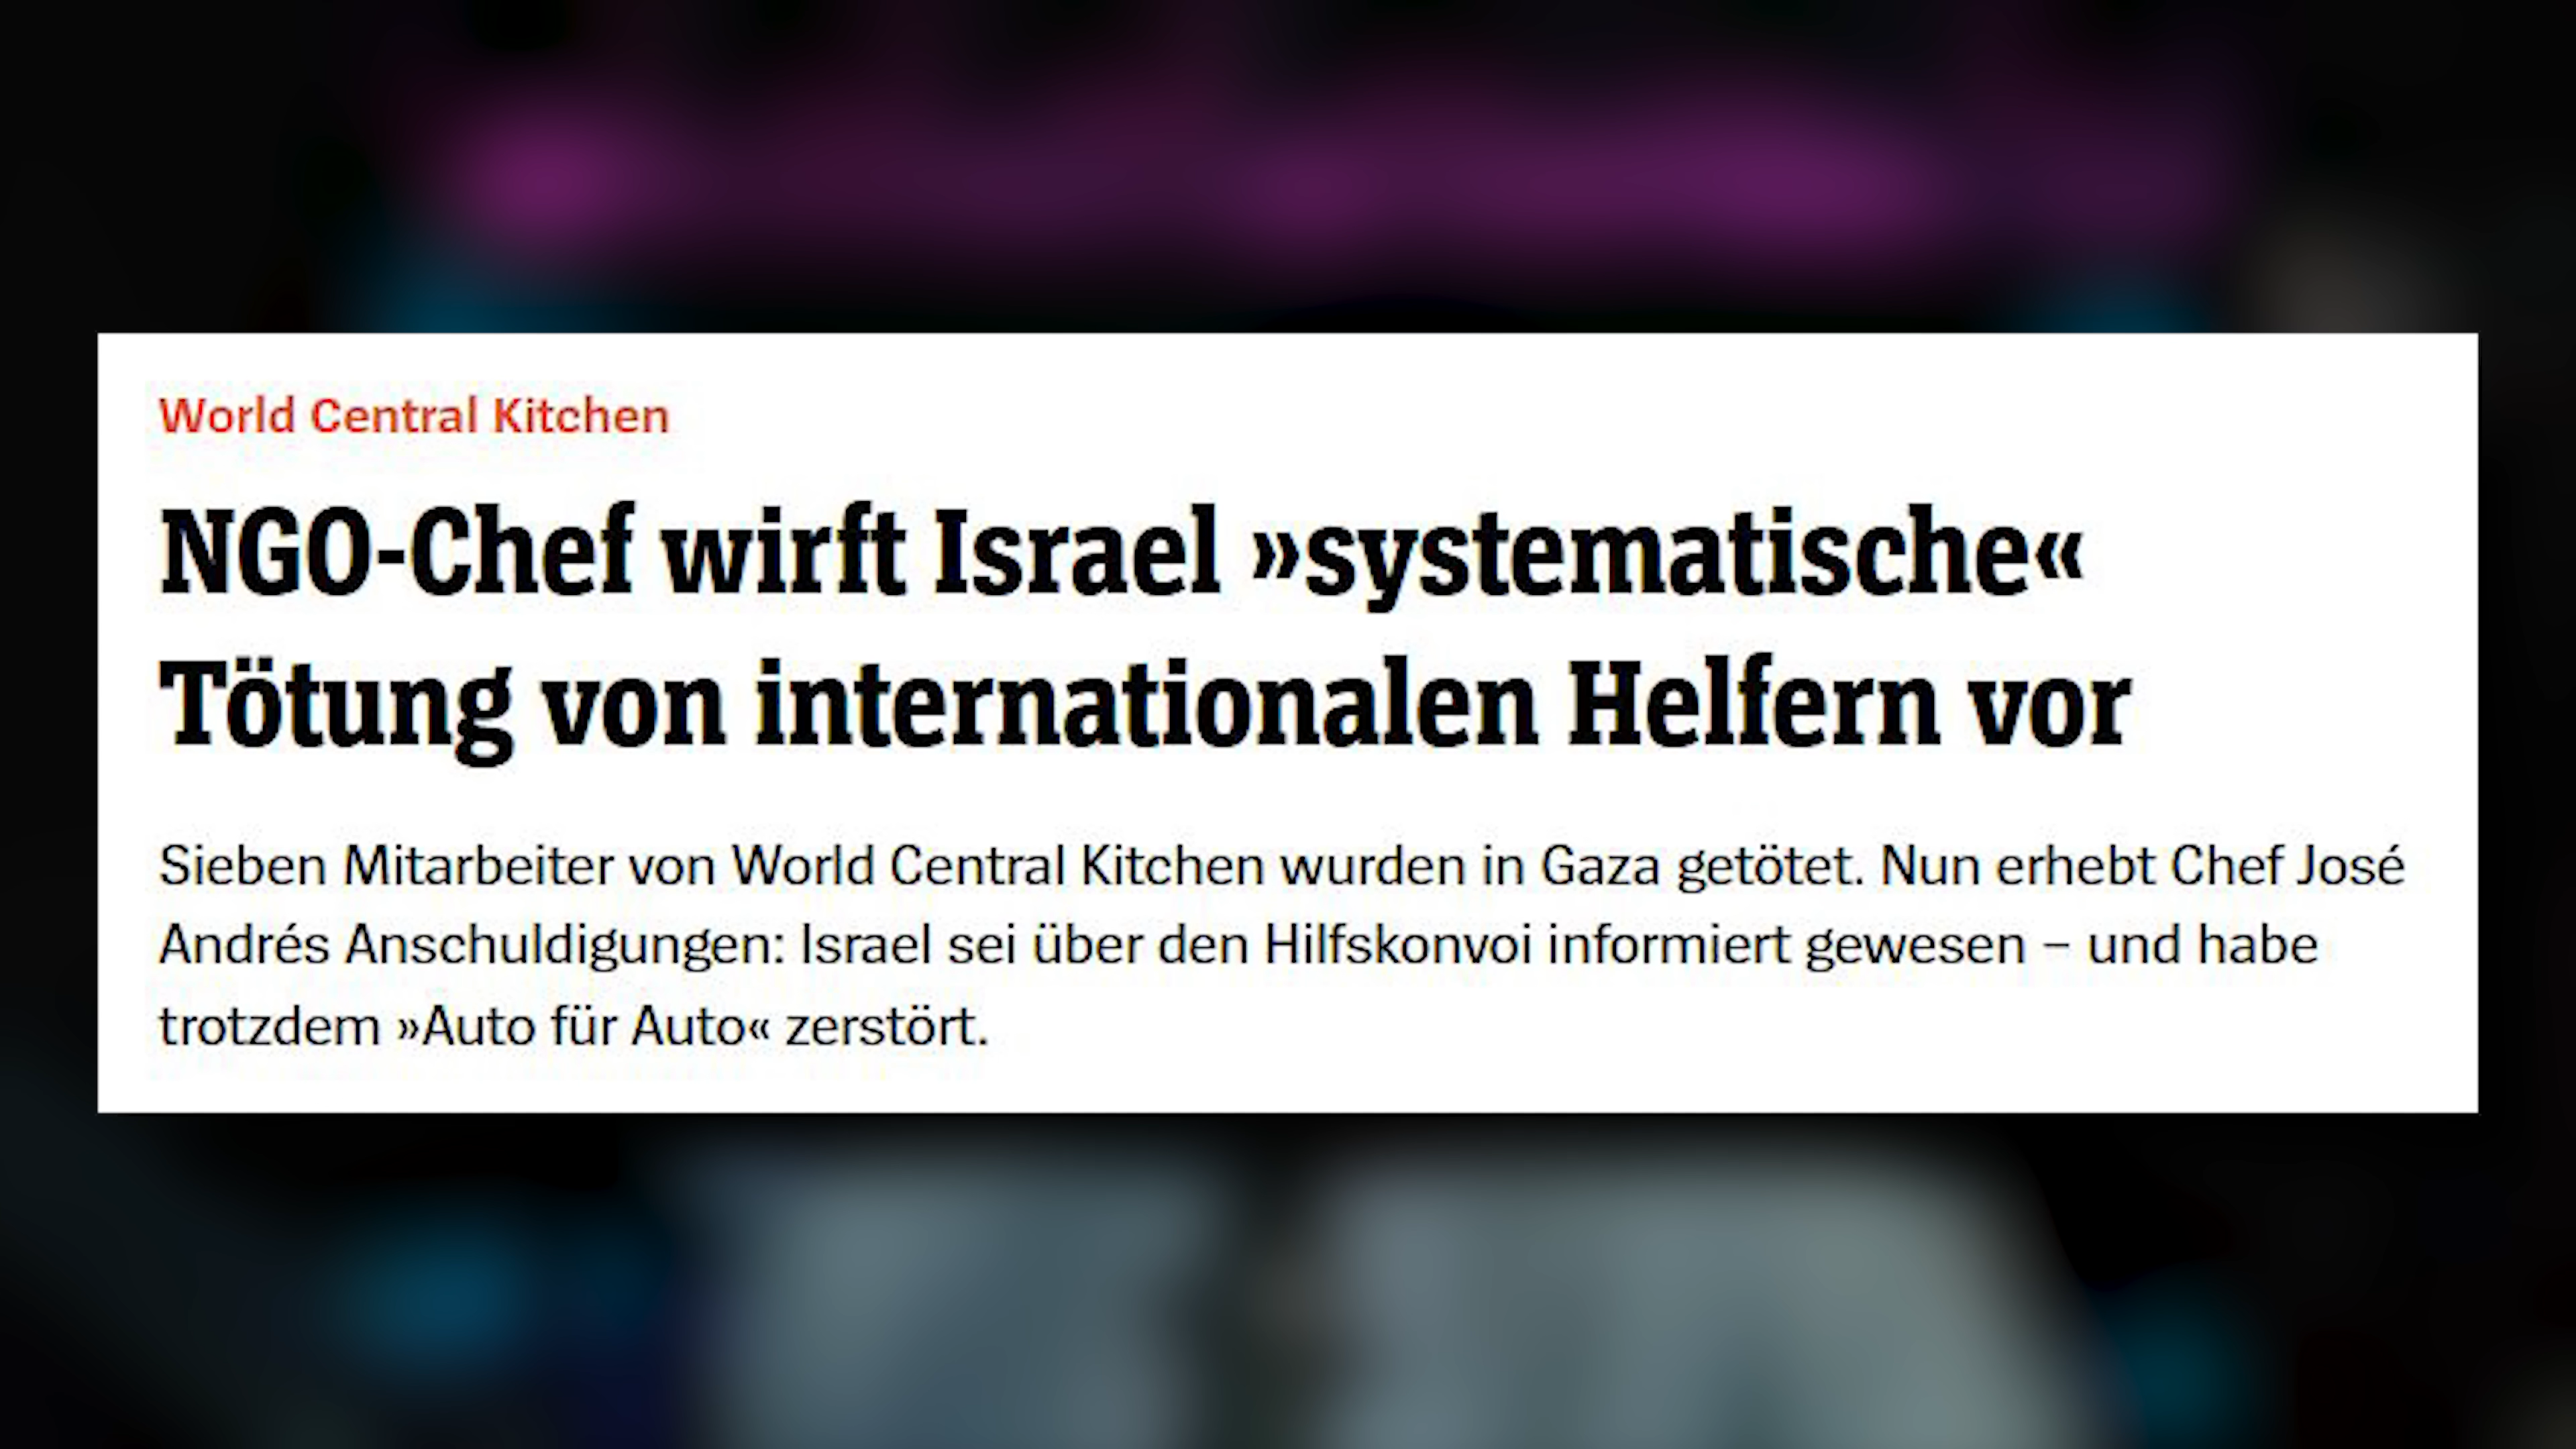 World Central Kitchen
NGO-Chef wirft Israel »systematische«
Tötung von internationalen Helfern vor
Sieben Mitarbeiter von World Central Kitchen wurden in Gaza getötet. Nun erhebt Chef José
Andrés Anschuldigungen: Israel sei über den Hilfskonvoi informiert gewesen – und habe
trotzdem »Auto für Auto« zerstört.